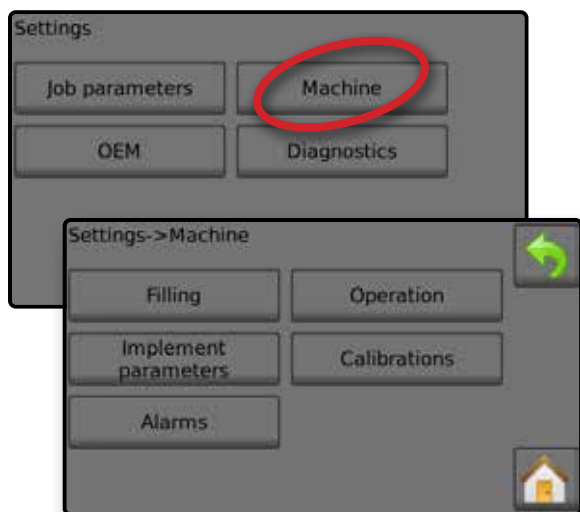 Settings
Job parameters
Machine
OEM
Diagnostics
Settings->Machine
Filling
Operation
Implement
parameters
Calibrations
Alarms